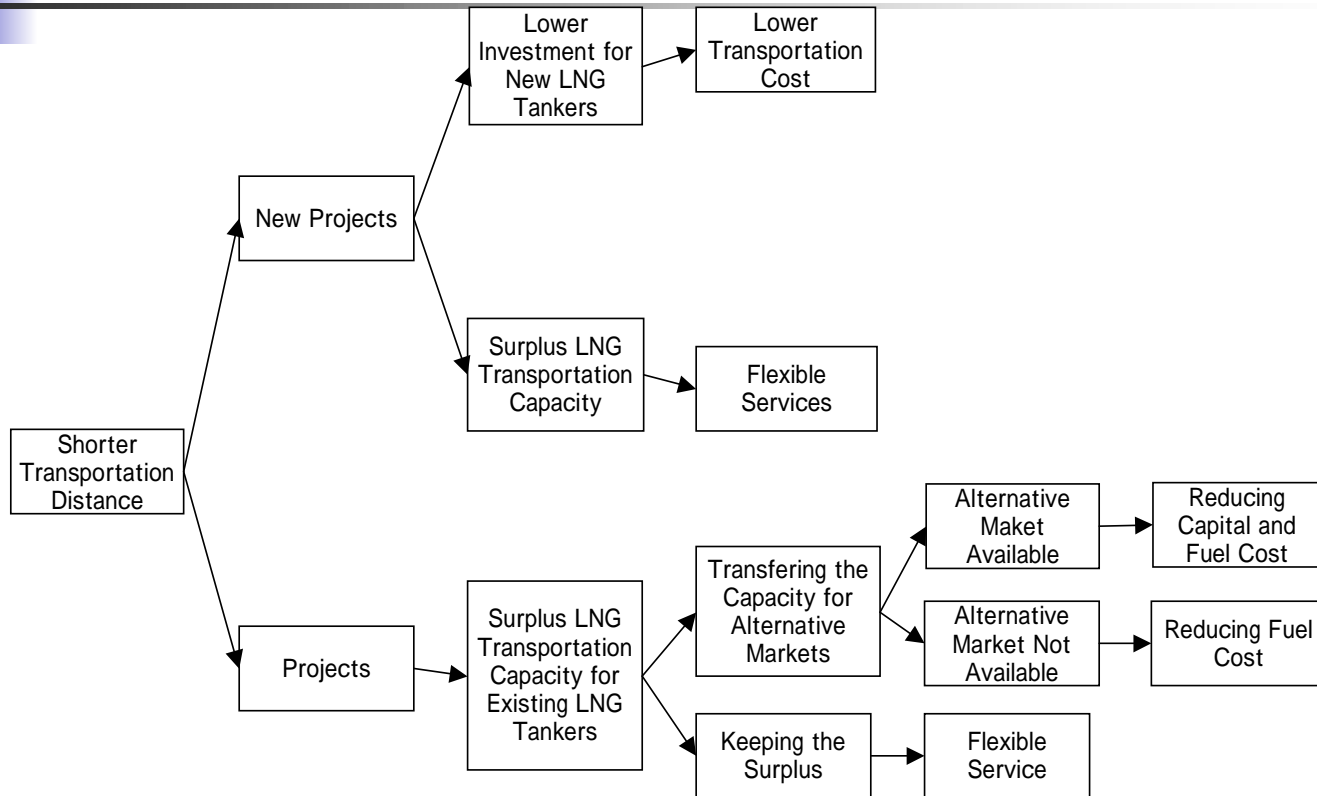 Lower
Investment for
New LNG
Tankers
Lower
Transportation
Cost
New Projects
Surplus LNG
Transportation
Capacity
Flexible
Services
Shorter
Transportation
Distance
Projects
Surplus LNG
Transportation
Capacity for
Existing LNG
Tankers
Transfering the
Capacity for
Alternative
Markets
Alternative
Maket
Available
Reducing
Capital and
Fuel Cost
Alternative
Market Not
Available
Reducing Fuel
Cost
Keeping the
Surplus
Flexible
Service